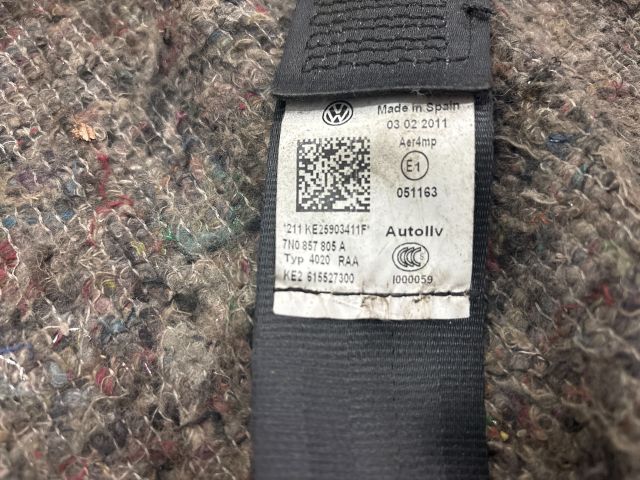 Made in Spain
03 02 2011
Aer4mp
E1
051163
*211 KE25903411F*
7N0 857 805 A
Typ 4020 RAA
KE2 615527300
Autoliv
CCC S
I000059